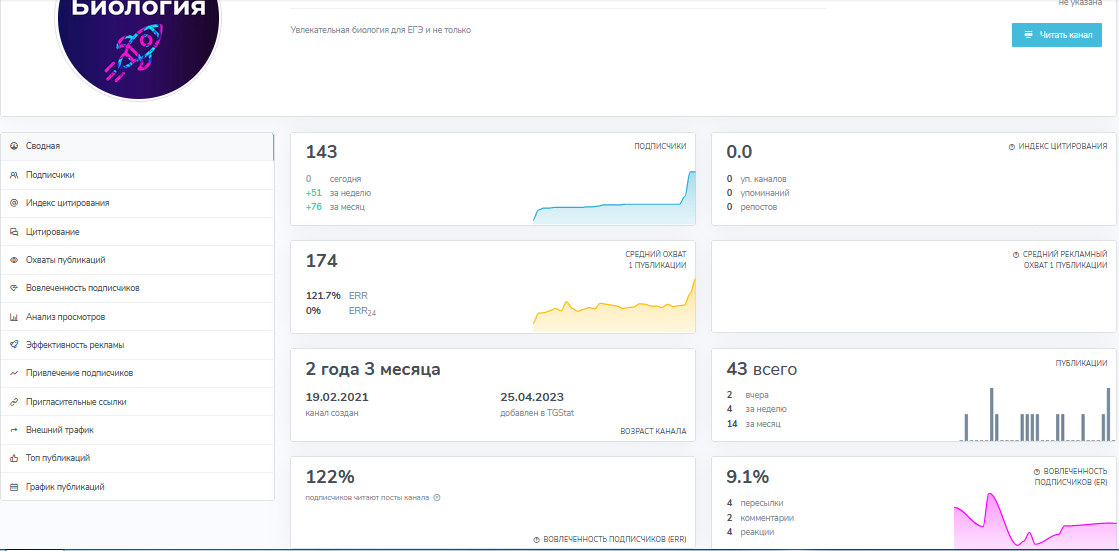 Биология
не указана
Увлекательная биология для ЕГЭ и не только
Читать канал
Сводная
Подписчики
Индекс цитирования
Цитирование
Охваты публикаций
Вовлеченность подписчиков
Анализ просмотров
Эффективность рекламы
Привлечение подписчиков
Пригласительные ссылки
Внешний трафик
Топ публикаций
График публикаций
143
ПОДПИСЧИКИ
0 сегодня
+51 за неделю
+76 за месяц
0.0
ИНДЕКС ЦИТИРОВАНИЯ
0 уп. каналов
0 упоминаний
0 репостов
174
СРЕДНИЙ ОХВАТ
1 ПУБЛИКАЦИИ
121.7% ERR
0% ERR24
СРЕДНИЙ РЕКЛАМНЫЙ
ОХВАТ 1 ПУБЛИКАЦИИ
2 года 3 месяца
19.02.2021 25.04.2023
канал создан добавлен в TGStat
ВОЗРАСТ КАНАЛА
43 всего
ПУБЛИКАЦИИ
2 вчера
4 за неделю
14 за месяц
122%
подписчиков читают посты канала
ВОВЛЕЧЕННОСТЬ ПОДПИСЧИКОВ (ERR)
9.1%
ВОВЛЕЧЕННОСТЬ
ПОДПИСЧИКОВ (ER)
4 пересылки
2 комментарии
4 реакции